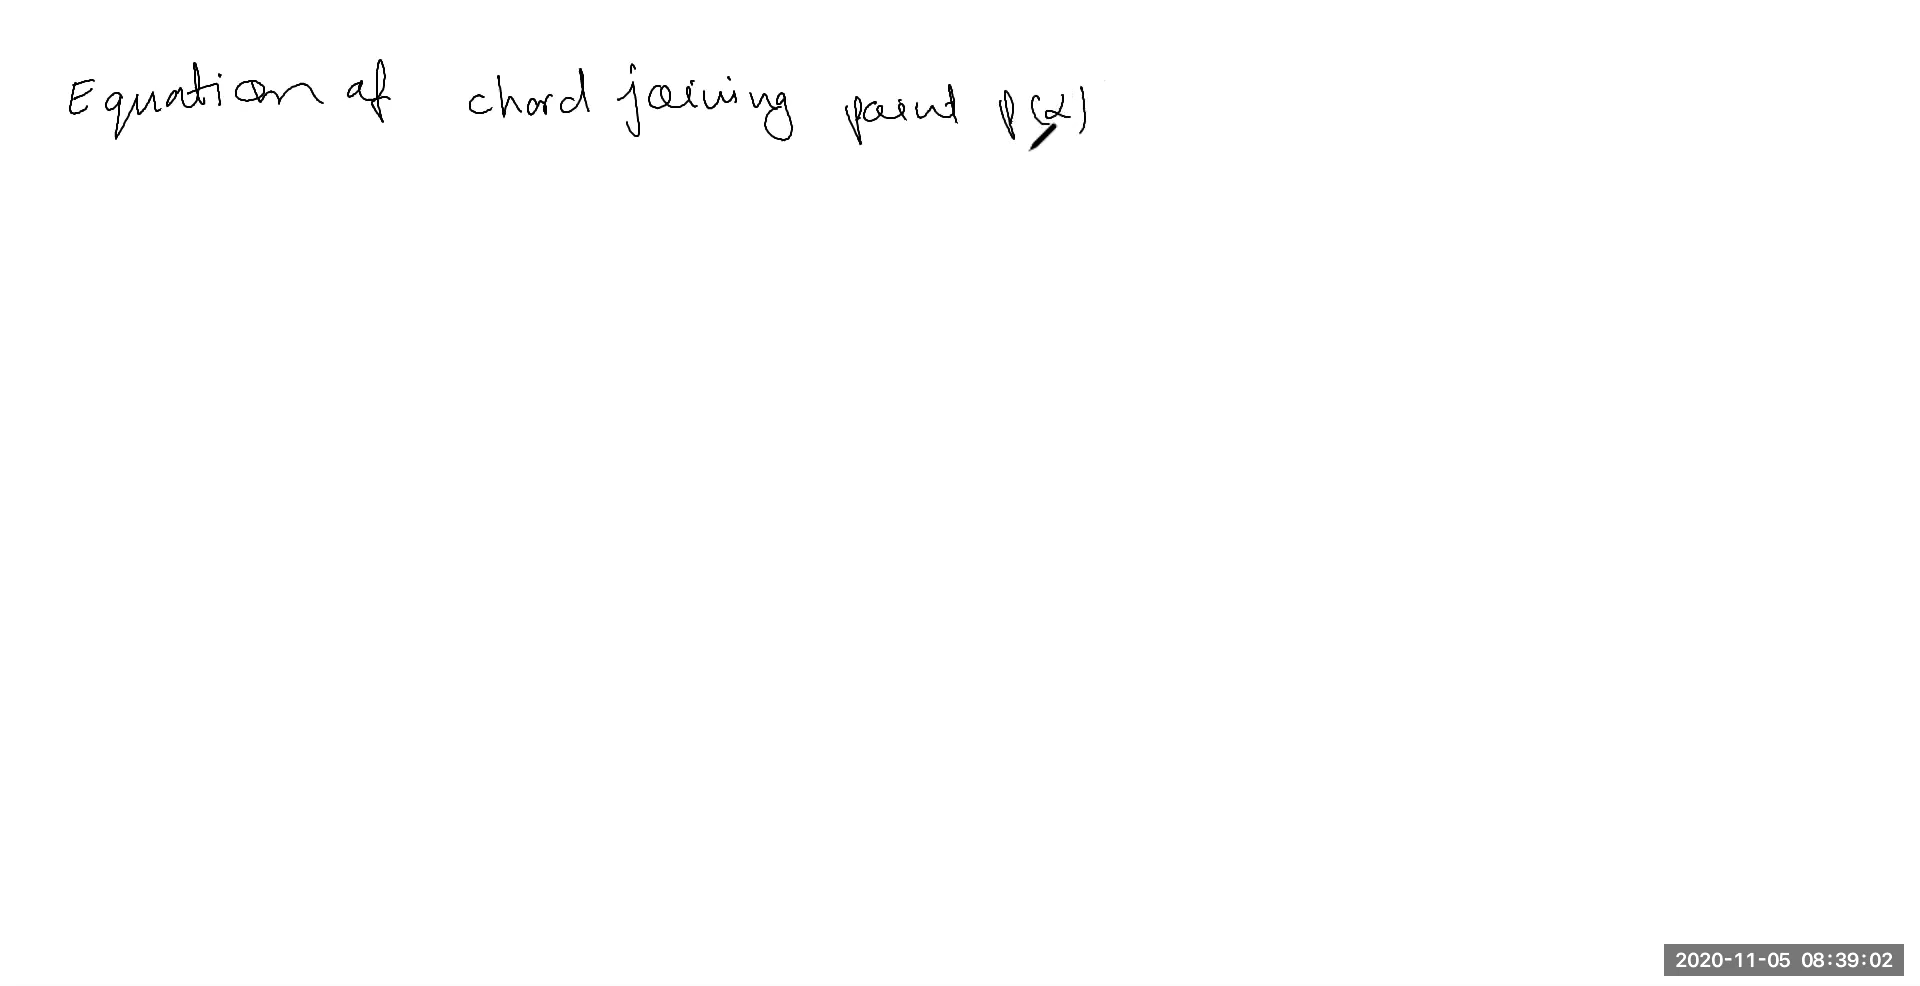 Equation of chord joining point P(α)
2020-11-05 08:39:02